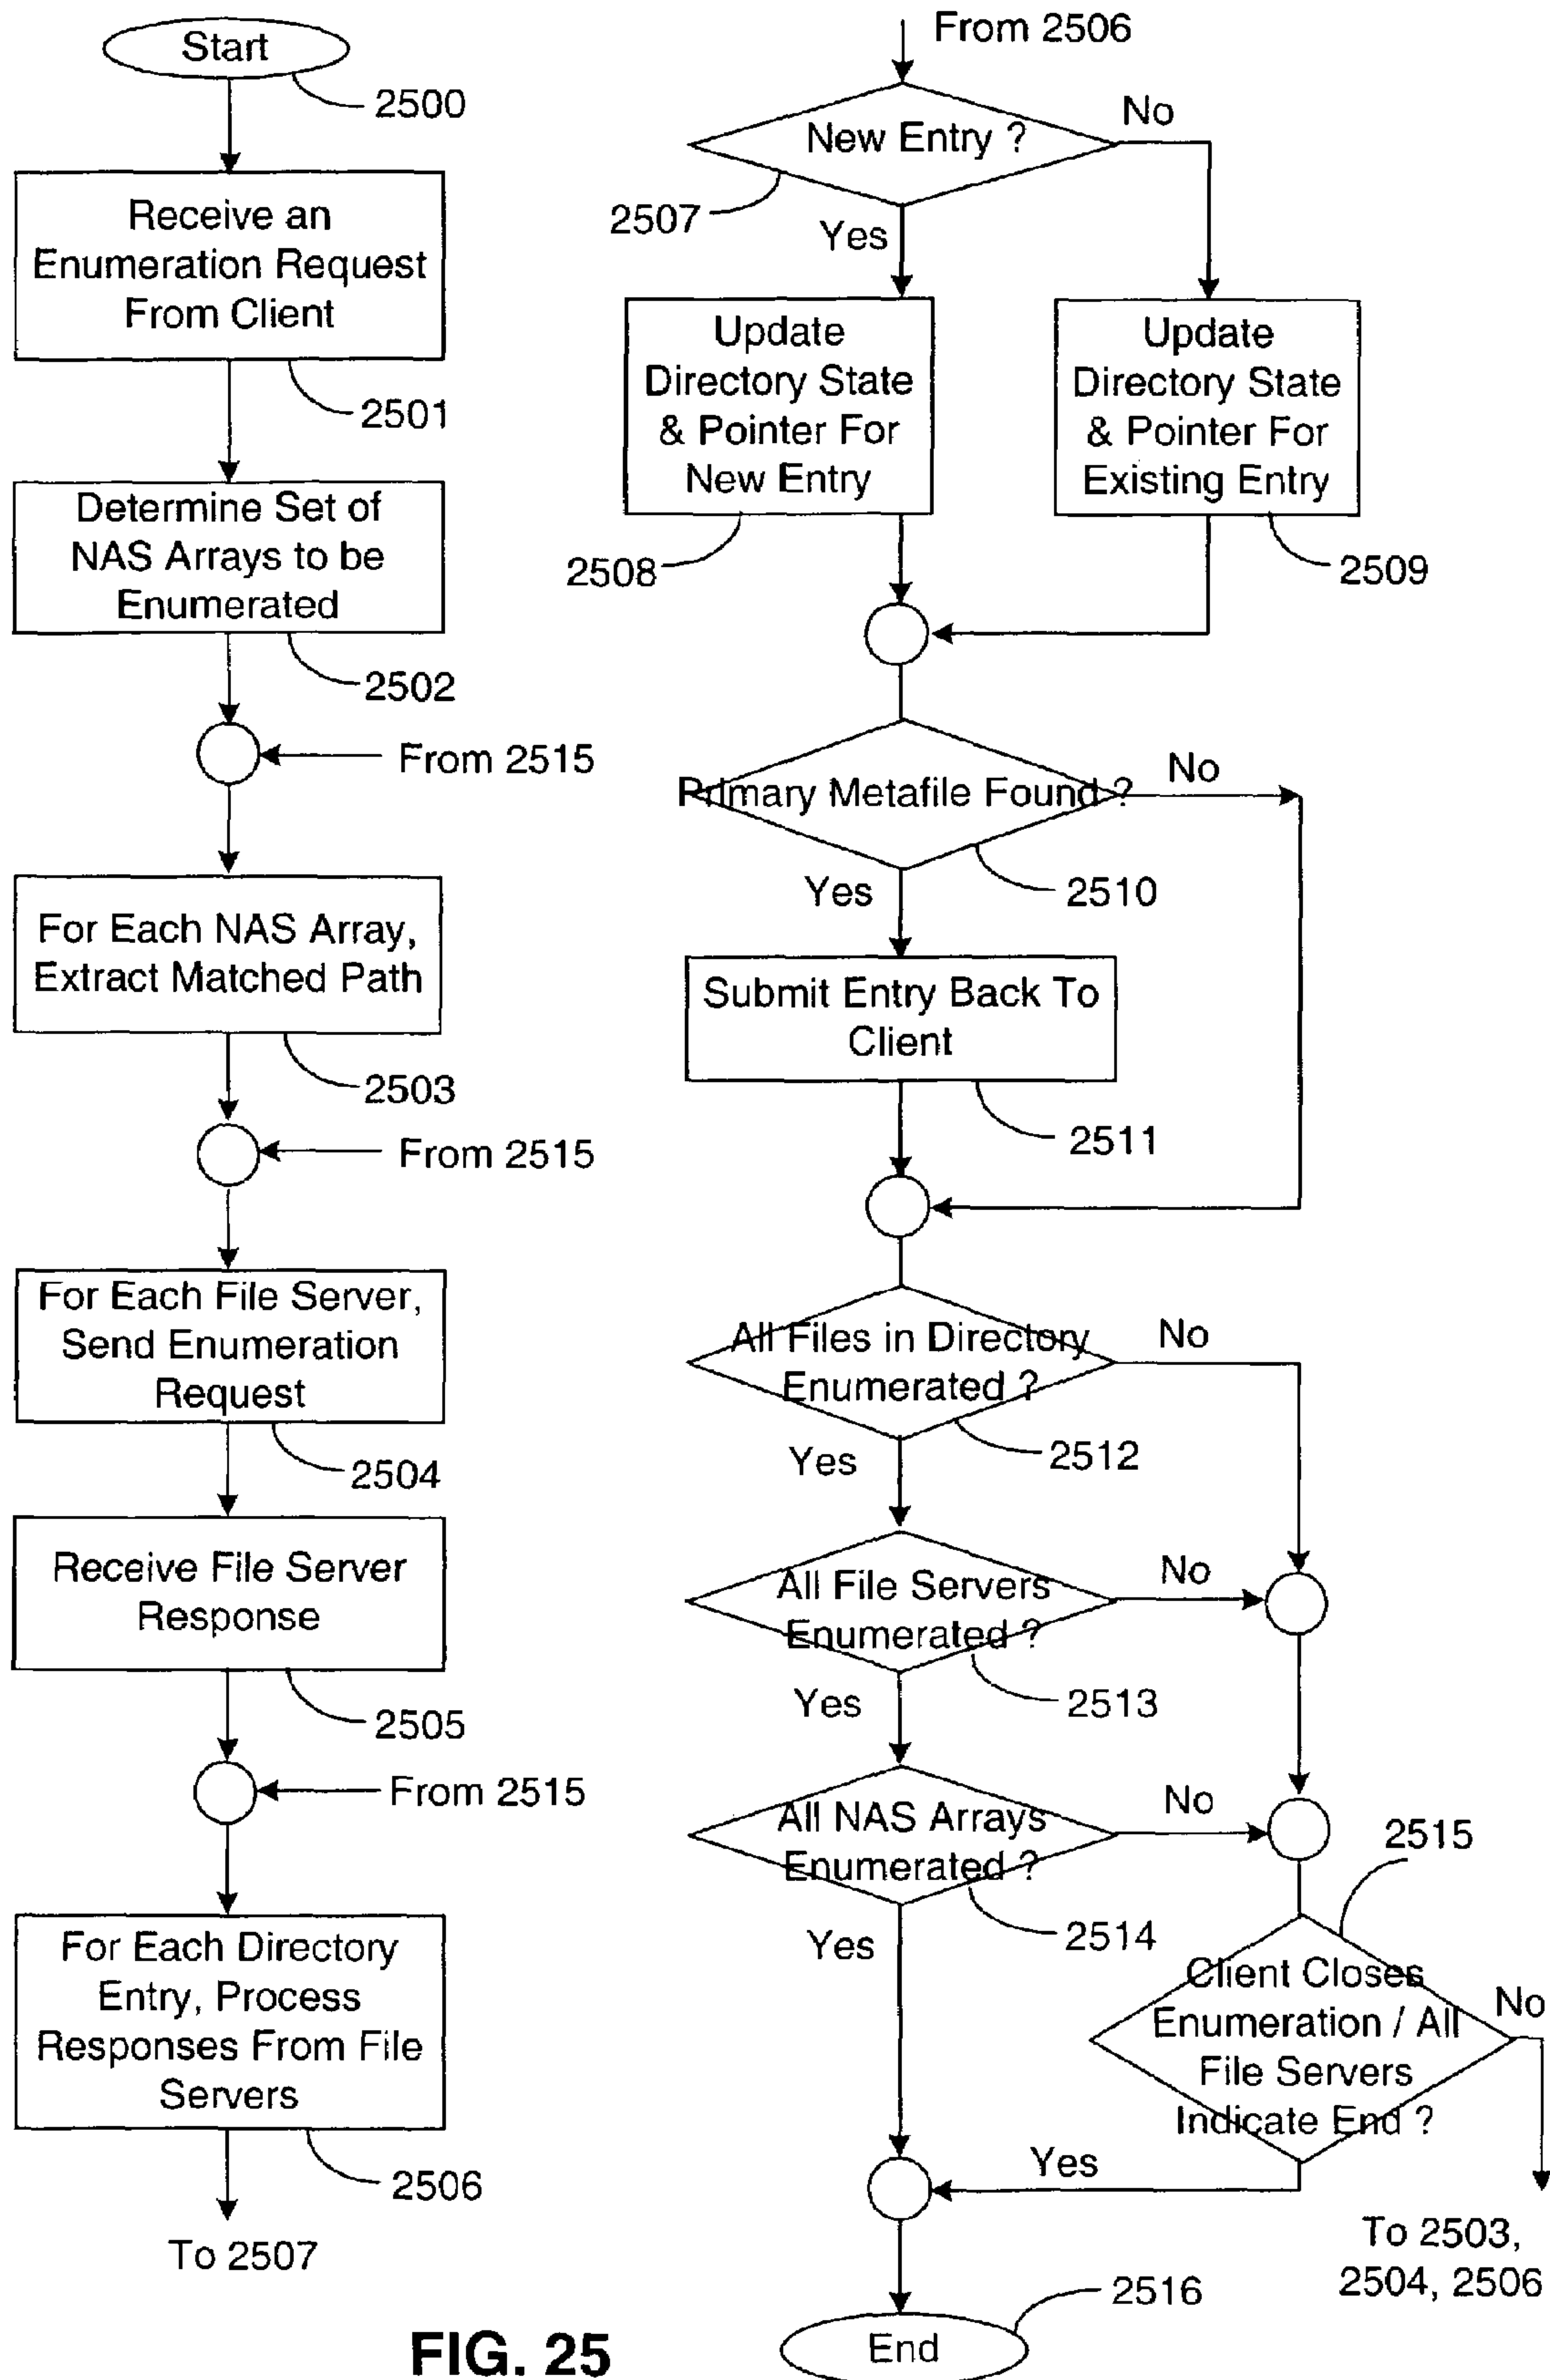 Start
2500
Receive an
Enumeration Request
From Client
2501
Determine Set of
NAS Arrays to be
Enumerated
2502
From 2515
For Each NAS Array,
Extract Matched Path
2503
From 2515
For Each File Server,
Send Enumeration
Request
2504
Receive File Server
Response
2505
From 2515
For Each Directory
Entry, Process
Responses From File
Servers
2506
To 2507
From 2506
New Entry ?
No
2507
Yes
Update
Directory State
& Pointer For
New Entry
2508
Update
Directory State
& Pointer For
Existing Entry
2509
Primary Metafile Found ?
No
Yes
2510
Submit Entry Back To
Client
2511
All Files in Directory
Enumerated ?
No
Yes
2512
All File Servers
Enumerated ?
No
Yes
2513
All NAS Arrays
Enumerated ?
No
Yes
2514
2515
Client Closes
Enumeration / All
File Servers
Indicate End ?
No
Yes
To 2503,
2504, 2506
2516
End
FIG. 25